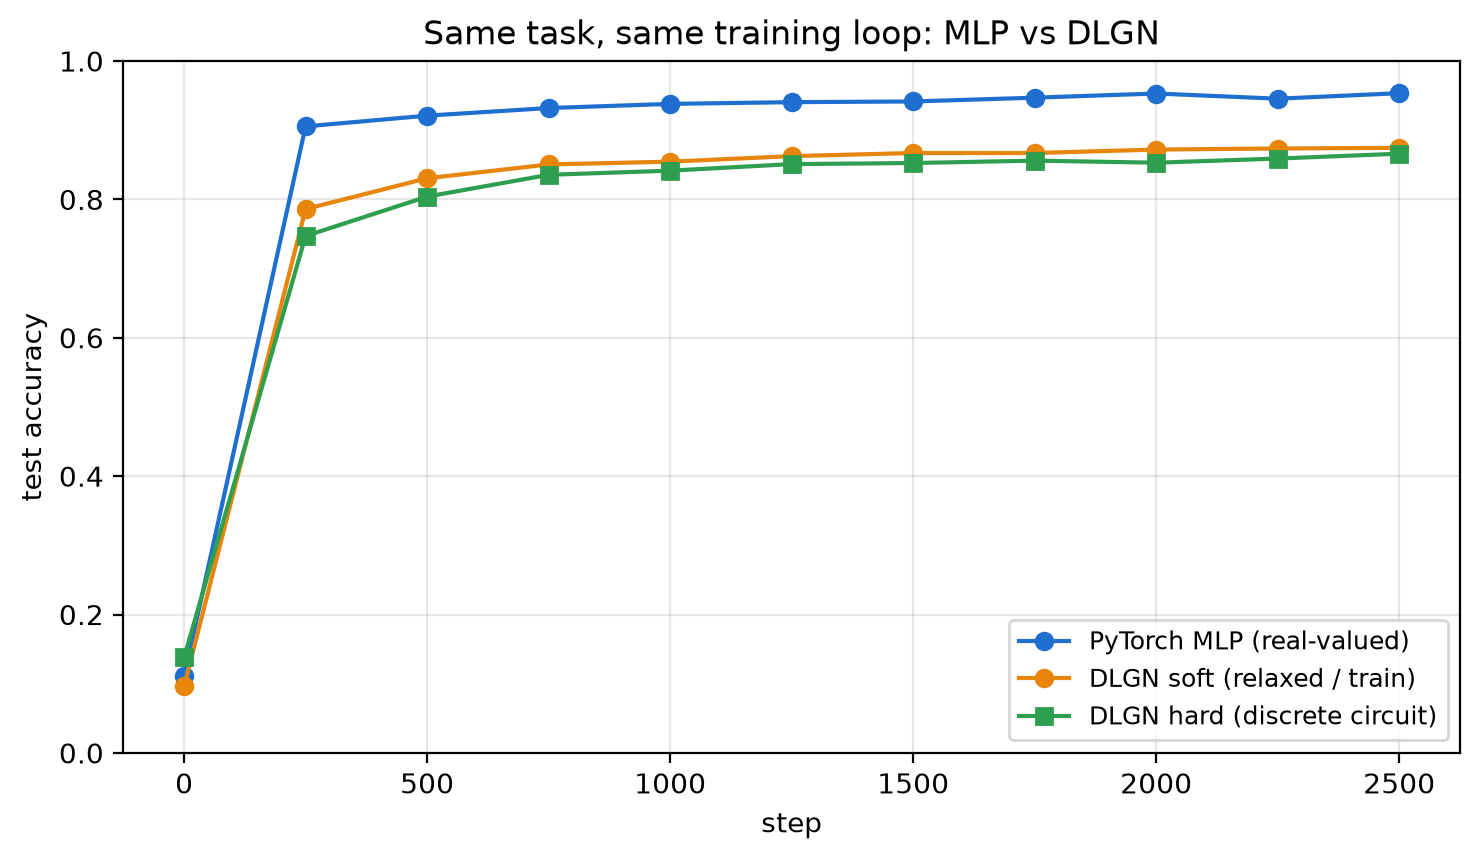 Same task, same training loop: MLP vs DLGN
1.0
0.8
0.6
0.4
0.2
0.0
test accuracy
0 500 1000 1500 2000 2500
step
PyTorch MLP (real-valued)
DLGN soft (relaxed / train)
DLGN hard (discrete circuit)